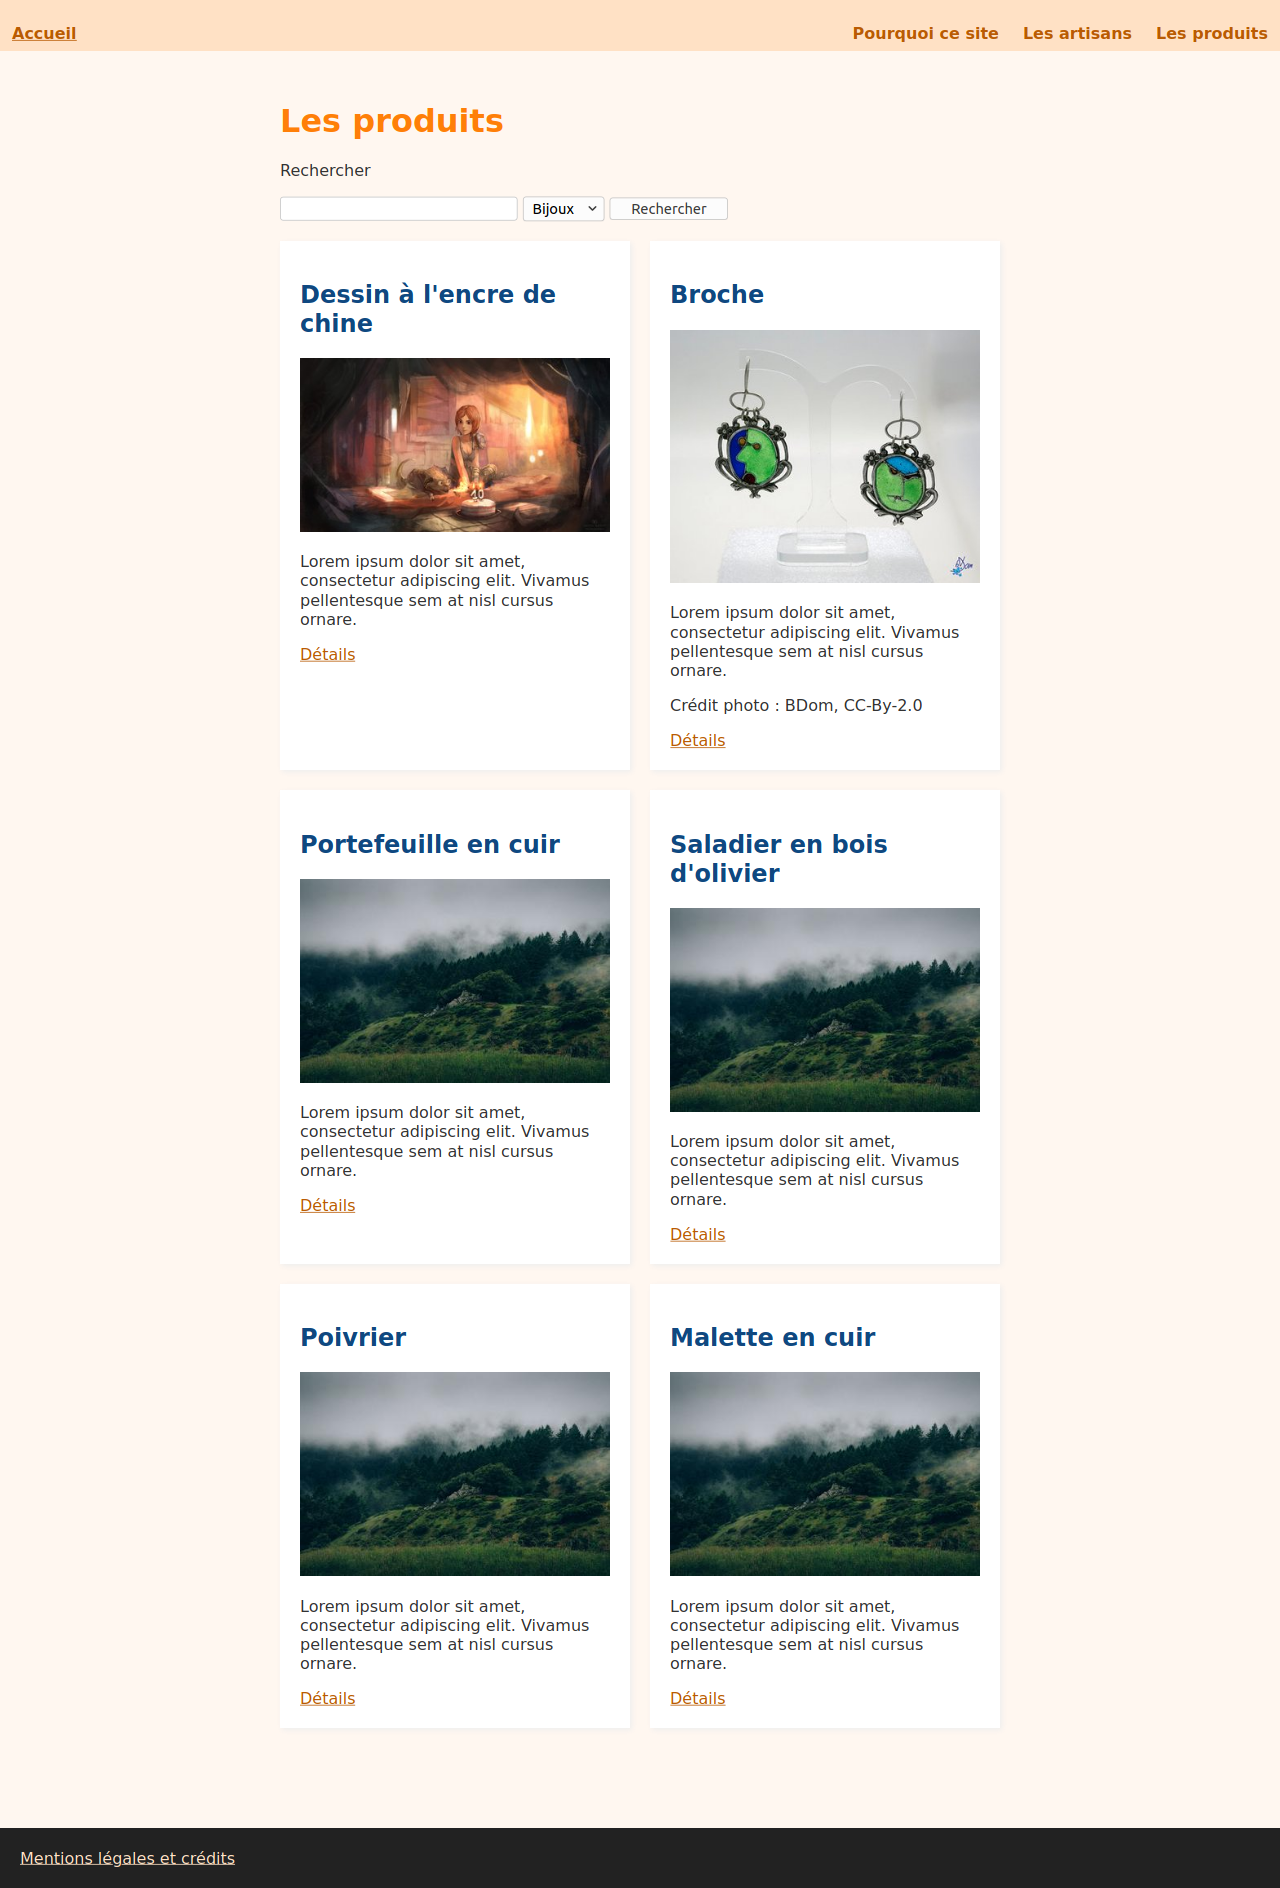 Accueil
Pourquoi ce site
Les artisans
Les produits
Les produits
Rechercher
Bijoux
Rechercher
Dessin à l'encre de
chine
Lorem ipsum dolor sit amet,
consectetur adipiscing elit. Vivamus
pellentesque sem at nisl cursus
ornare.
Détails
Broche
Lorem ipsum dolor sit amet,
consectetur adipiscing elit. Vivamus
pellentesque sem at nisl cursus
ornare.
Crédit photo : BDom, CC-By-2.0
Détails
Portefeuille en cuir
Lorem ipsum dolor sit amet,
consectetur adipiscing elit. Vivamus
pellentesque sem at nisl cursus
ornare.
Détails
Saladier en bois
d'olivier
Lorem ipsum dolor sit amet,
consectetur adipiscing elit. Vivamus
pellentesque sem at nisl cursus
ornare.
Détails
Poivrier
Lorem ipsum dolor sit amet,
consectetur adipiscing elit. Vivamus
pellentesque sem at nisl cursus
ornare.
Détails
Malette en cuir
Lorem ipsum dolor sit amet,
consectetur adipiscing elit. Vivamus
pellentesque sem at nisl cursus
ornare.
Détails
Mentions légales et crédits